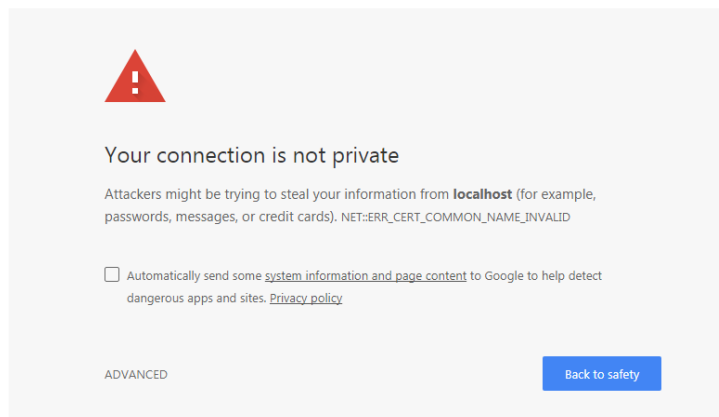 Your connection is not private
Attackers might be trying to steal your information from localhost (for example,
passwords, messages, or credit cards). NET::ERR_CERT_COMMON_NAME_INVALID
Automatically send some system information and page content to Google to help detect
dangerous apps and sites. Privacy policy
ADVANCED
Back to safety